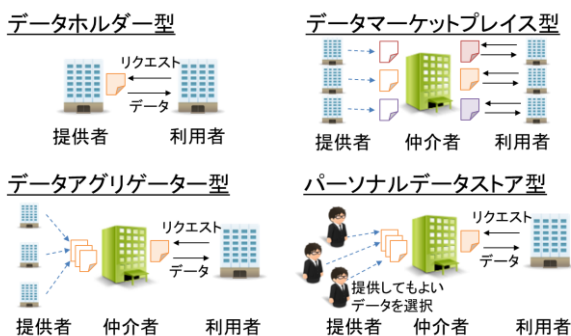 データホルダー型
リクエスト
データ
提供者
利用者
データマーケットプレイス型
提供者
仲介者
利用者
データアグリゲーター型
リクエスト
データ
提供者
仲介者
利用者
パーソナルデータストア型
リクエスト
データ
提供してもよい
データを選択
提供者
仲介者
利用者